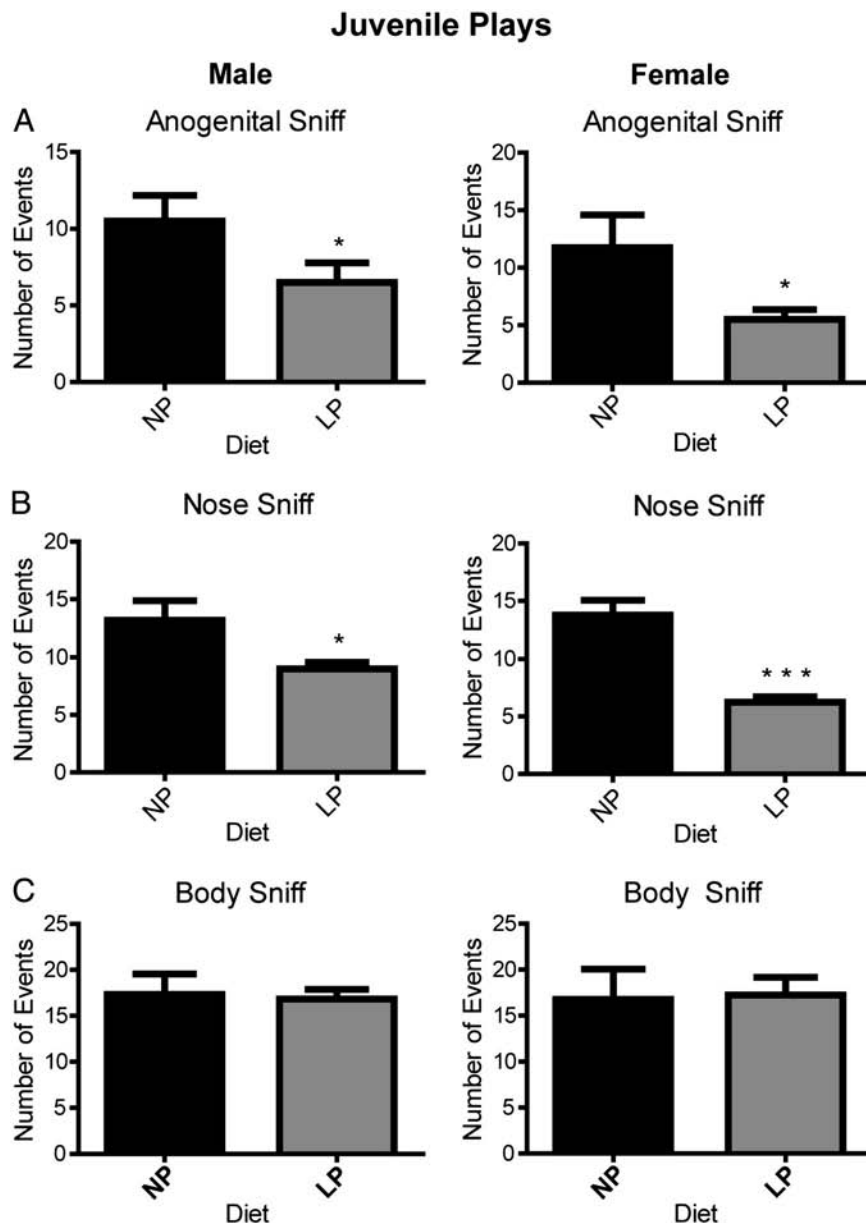 Juvenile Plays
Male Female
A Anogenital Sniff Anogenital Sniff
Number of Events
15
10
5
0
*
NP LP
Diet
Number of Events
20
15
10
5
0
*
NP LP
Diet
B Nose Sniff Nose Sniff
Number of Events
20
15
10
5
0
*
NP LP
Diet
Number of Events
20
15
10
5
0
* * *
NP LP
Diet
C Body Sniff Body Sniff
Number of Events
25
20
15
10
5
0
NP LP
Diet
Number of Events
25
20
15
10
5
0
NP LP
Diet